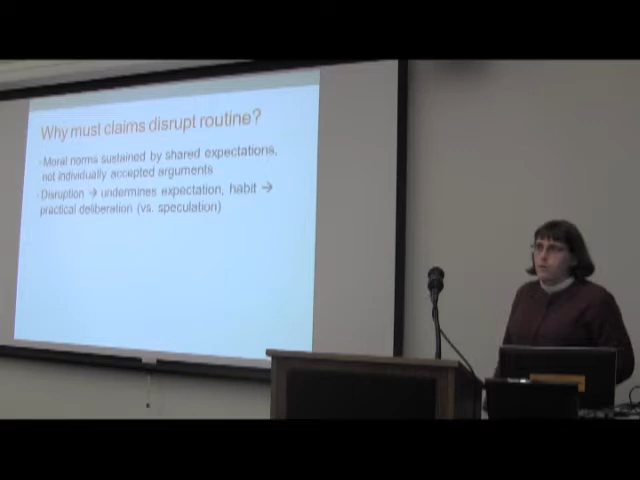 Why must claims disrupt routine?
· Moral norms sustained by shared expectations,
not individually accepted arguments
· Disruption → undermines expectation, habit →
practical deliberation (vs. speculation)